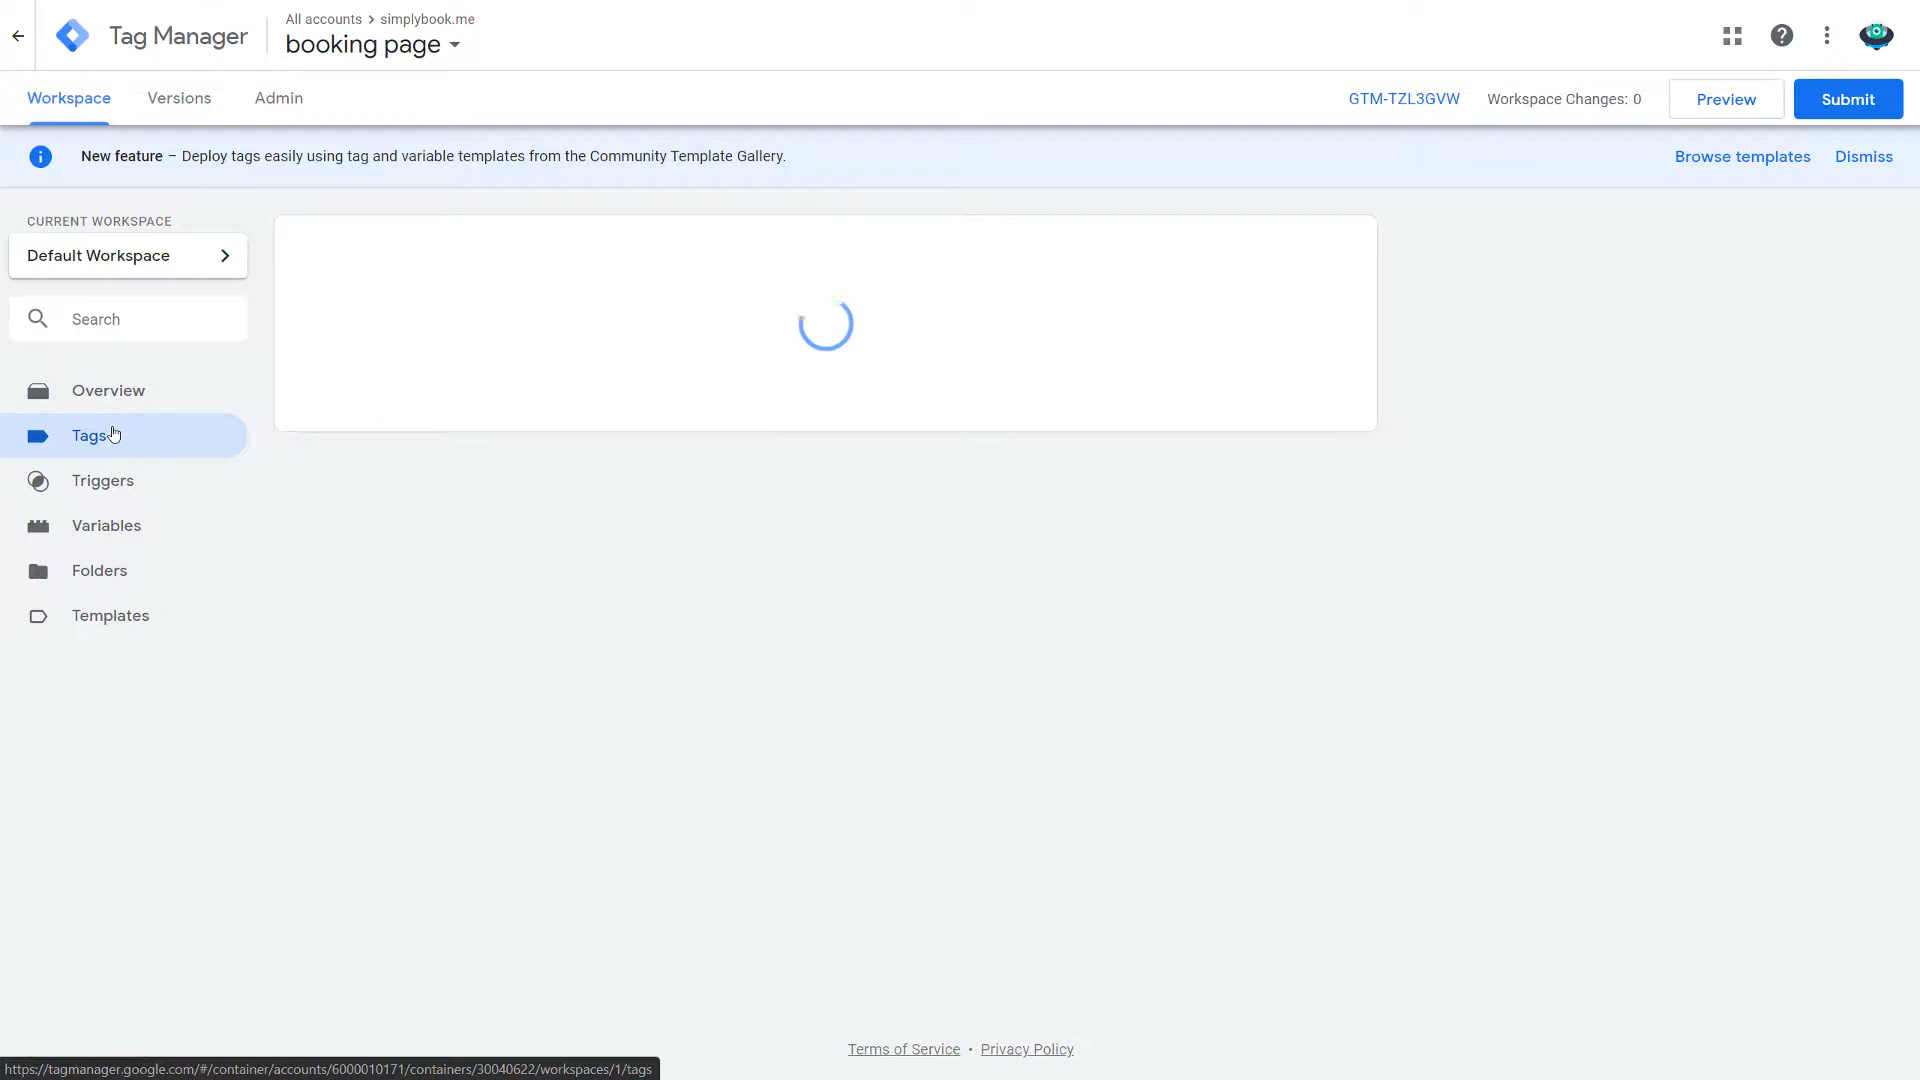 Tag Manager
All accounts > simplybook.me
booking page
Workspace
Versions
Admin
GTM-TZL3GVW
Workspace Changes: 0
Preview
Submit
New feature – Deploy tags easily using tag and variable templates from the Community Template Gallery.
Browse templates
Dismiss
CURRENT WORKSPACE
Default Workspace
Search
Overview
Tags
Triggers
Variables
Folders
Templates
Terms of Service • Privacy Policy
https://tagmanager.google.com/#/container/accounts/6000010171/containers/30040622/workspaces/1/tags